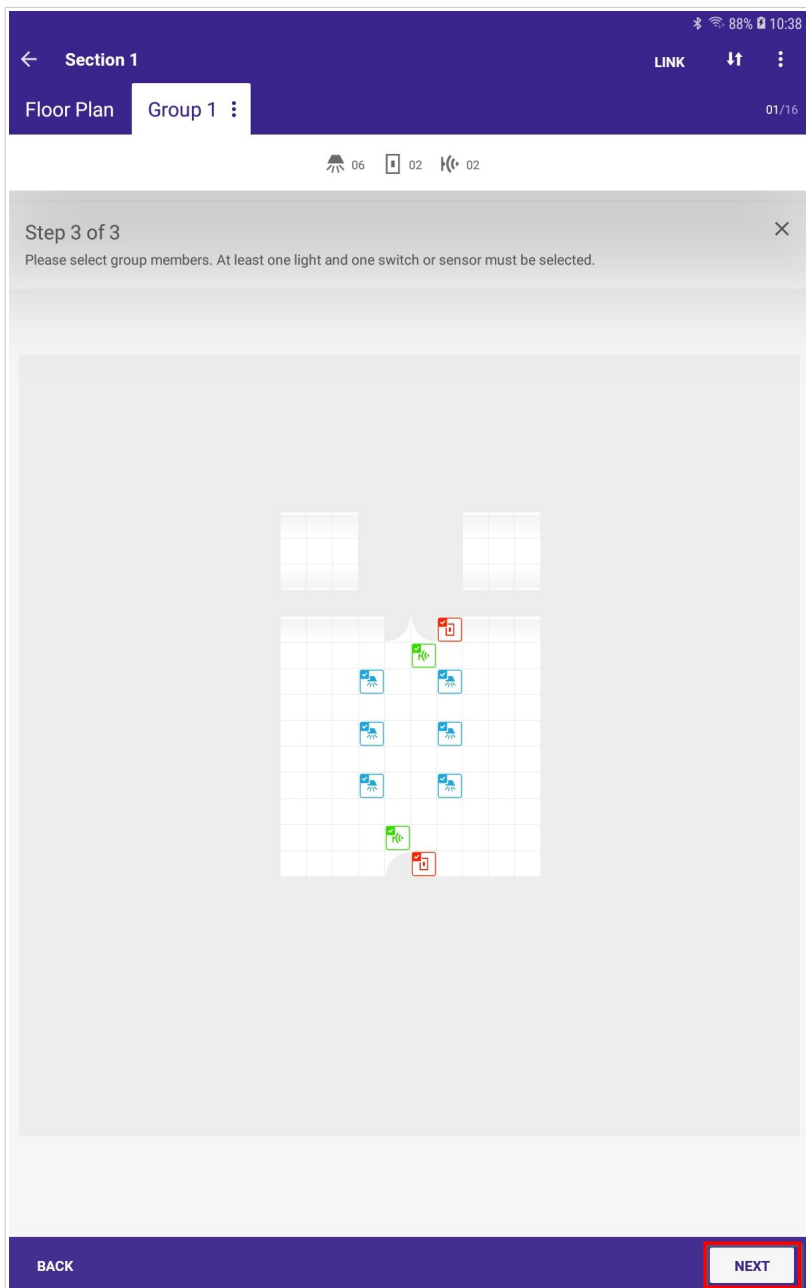 88% 10:38
Section 1 LINK
Floor Plan Group 1 01/16
06 02 02
Step 3 of 3
Please select group members. At least one light and one switch or sensor must be selected.
BACK NEXT